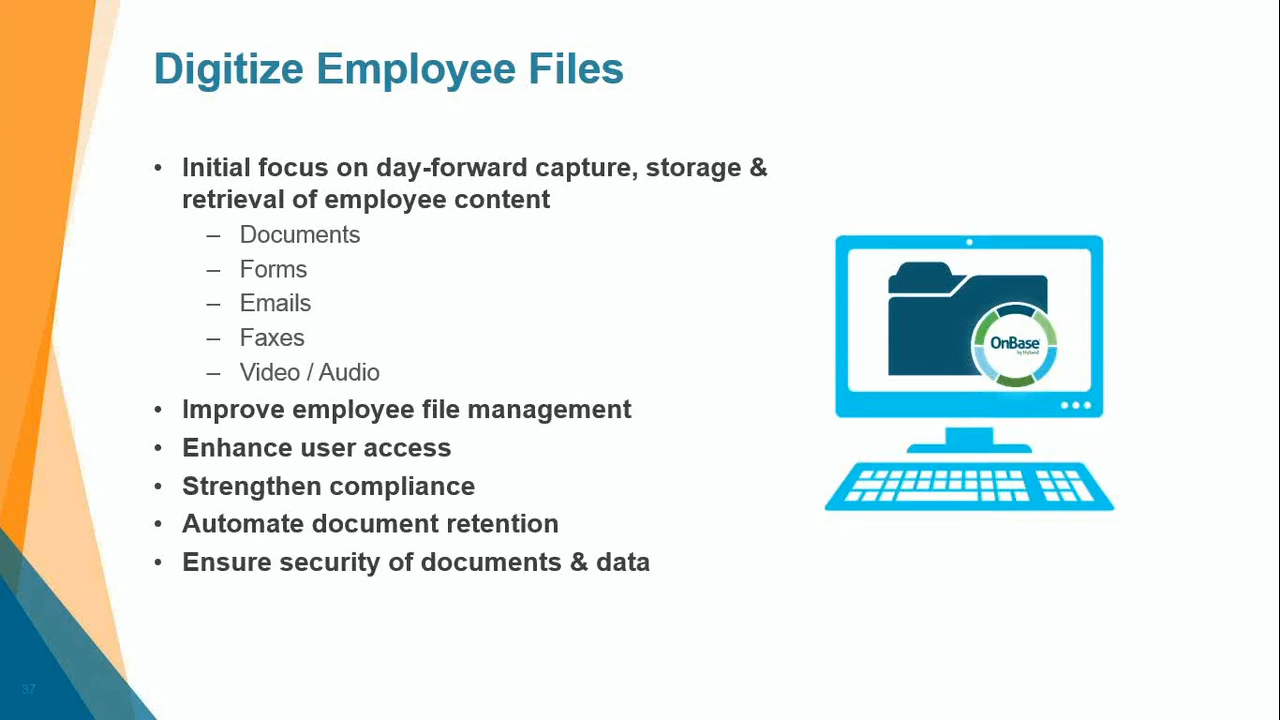 Digitize Employee Files
• Initial focus on day-forward capture, storage &
retrieval of employee content
– Documents
– Forms
– Emails
– Faxes
– Video / Audio
• Improve employee file management
• Enhance user access
• Strengthen compliance
• Automate document retention
• Ensure security of documents & data
OnBase
by Hyland
37